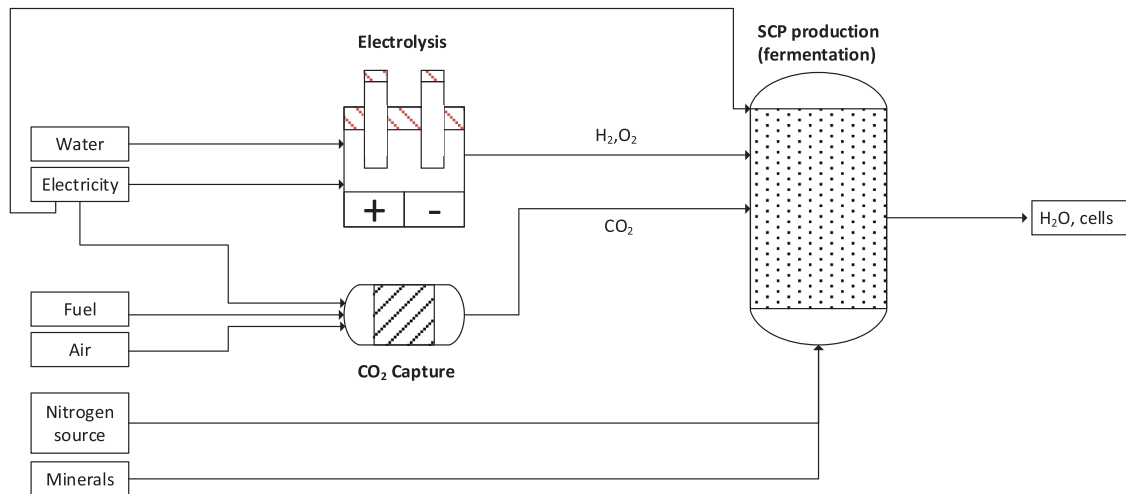 SCP production
(fermentation)
Electrolysis
Water
Electricity
H₂,O₂
+
-
CO₂
H₂O, cells
Fuel
Air
CO₂ Capture
Nitrogen
source
Minerals